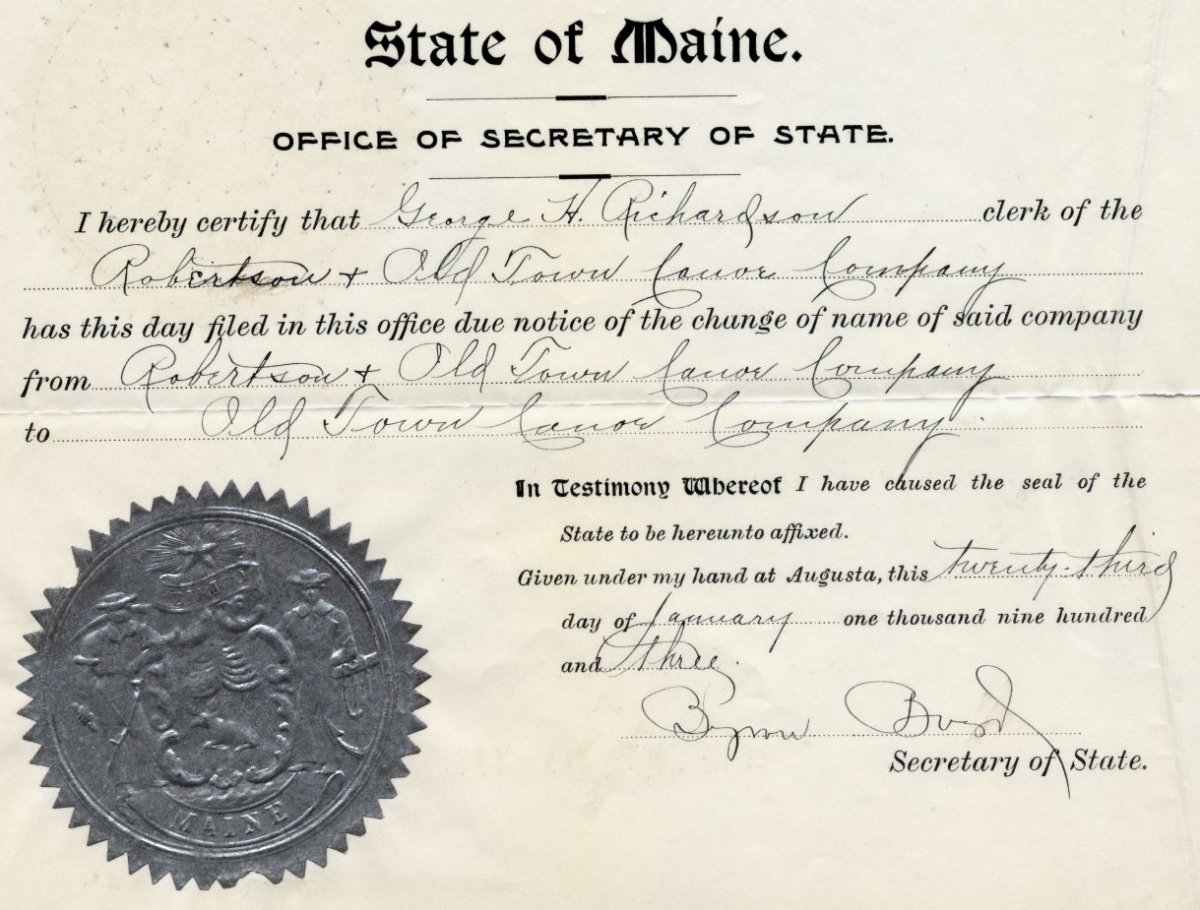 State of Maine.
OFFICE OF SECRETARY OF STATE.
I hereby certify that George H. Richardson clerk of the
Robertson + Old Town Canoe Company
has this day filed in this office due notice of the change of name of said company
from Robertson + Old Town Canoe Company
to Old Town Canoe Company.
In Testimony Whereof I have caused the seal of the
State to be hereunto affixed.
Given under my hand at Augusta, this twenty-third
day of January one thousand nine hundred
and three.
Byron Boyd
Secretary of State.
MAINE